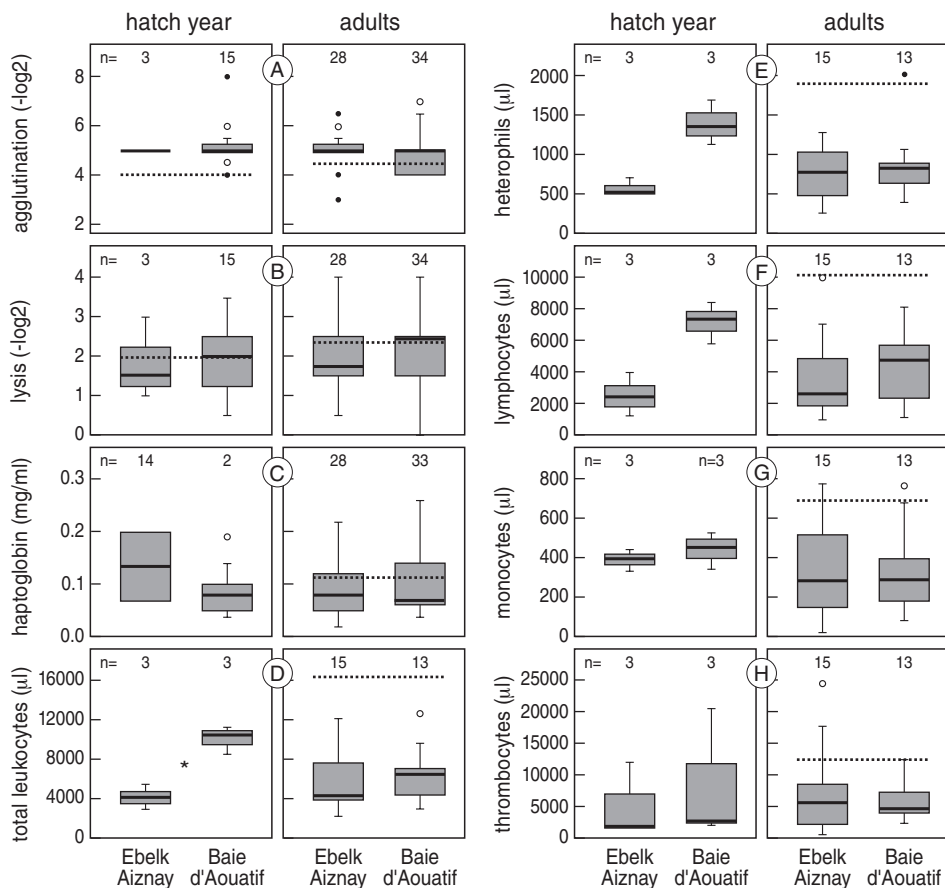 hatch year adults hatch year adults
n= 3 15 A 28 34
agglutination (-log2)
8
6
4
2
n= 3 15 B 28 34
lysis (-log2)
4
3
2
1
0
n= 14 2 C 28 33
haptoglobin (mg/ml)
0.3
0.2
0.1
0.0
n= 3 3 D 15 13
total leukocytes (µl)
16000
12000
8000
4000
0
*
Ebelk Aiznay
Baie d'Aouatif
Ebelk Aiznay
Baie d'Aouatif
n= 3 3 E 15 13
heterophils (µl)
2000
1500
1000
500
0
n= 3 3 F 15 13
lymphocytes (µl)
10000
8000
6000
4000
2000
0
n= 3 n=3 G 15 13
monocytes (µl)
800
600
400
200
0
n= 3 3 H 15 13
thrombocytes (µl)
25000
20000
15000
10000
5000
0
Ebelk Aiznay
Baie d'Aouatif
Ebelk Aiznay
Baie d'Aouatif